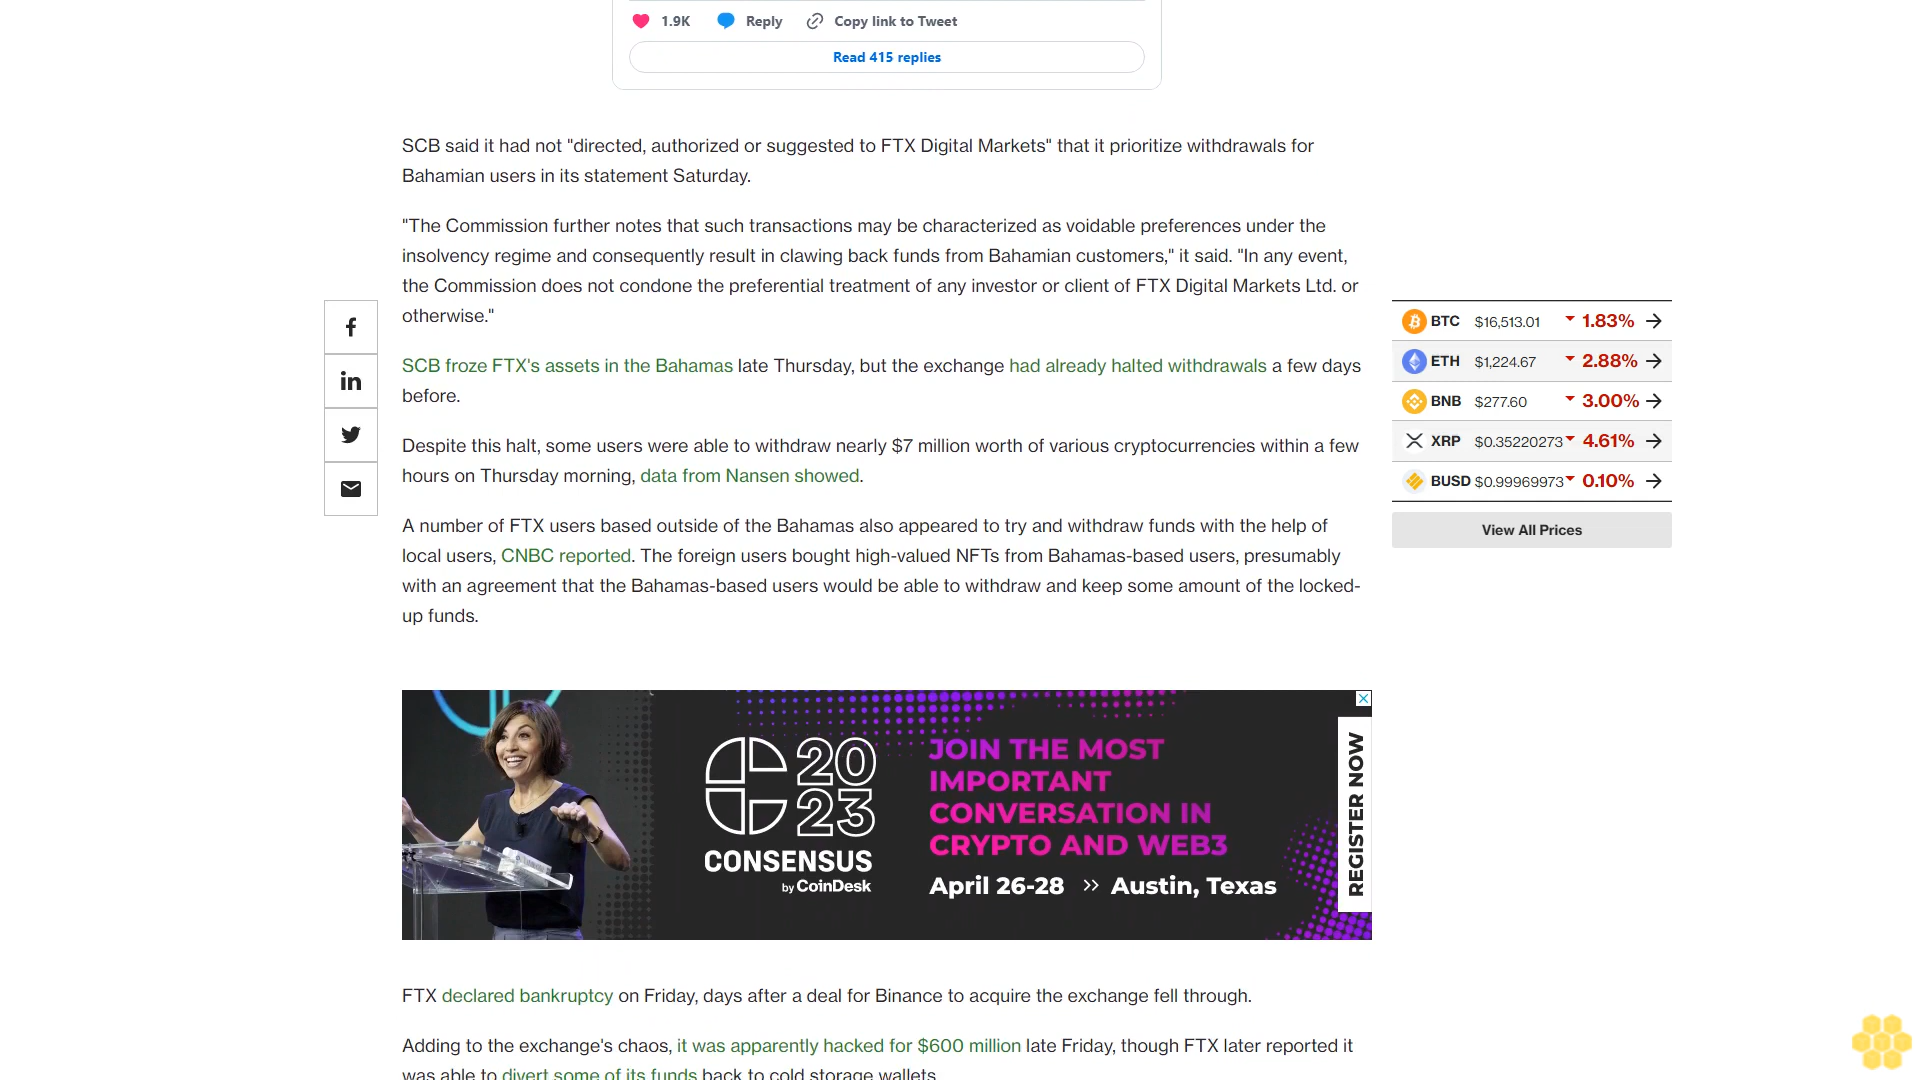 1.9K Reply Copy link to Tweet
Read 415 replies
SCB said it had not "directed, authorized or suggested to FTX Digital Markets" that it prioritize withdrawals for
Bahamian users in its statement Saturday.
"The Commission further notes that such transactions may be characterized as voidable preferences under the
insolvency regime and consequently result in clawing back funds from Bahamian customers," it said. "In any event,
the Commission does not condone the preferential treatment of any investor or client of FTX Digital Markets Ltd. or
otherwise."
SCB froze FTX's assets in the Bahamas late Thursday, but the exchange had already halted withdrawals a few days
before.
Despite this halt, some users were able to withdraw nearly $7 million worth of various cryptocurrencies within a few
hours on Thursday morning, data from Nansen showed.
A number of FTX users based outside of the Bahamas also appeared to try and withdraw funds with the help of
local users, CNBC reported. The foreign users bought high-valued NFTs from Bahamas-based users, presumably
with an agreement that the Bahamas-based users would be able to withdraw and keep some amount of the locked-
up funds.
BTC $16,513.01 1.83%
ETH $1,224.67 2.88%
BNB $277.60 3.00%
XRP $0.35220273 4.61%
BUSD $0.99969973 0.10%
View All Prices
2023
CONSENSUS
by CoinDesk
JOIN THE MOST
IMPORTANT
CONVERSATION IN
CRYPTO AND WEB3
April 26-28 >> Austin, Texas
REGISTER NOW
FTX declared bankruptcy on Friday, days after a deal for Binance to acquire the exchange fell through.
Adding to the exchange's chaos, it was apparently hacked for $600 million late Friday, though FTX later reported it
was able to divert some of its funds back to cold storage wallets.